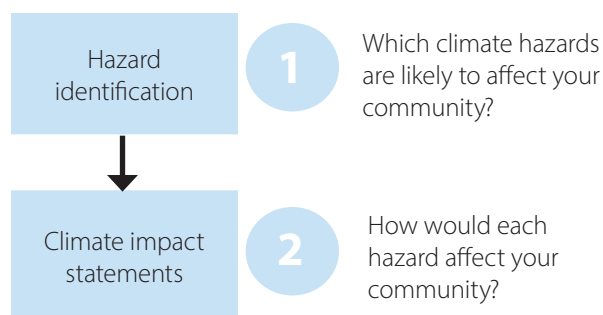 Hazard
identification
1
Which climate hazards
are likely to affect your
community?
Climate impact
statements
2
How would each
hazard affect your
community?